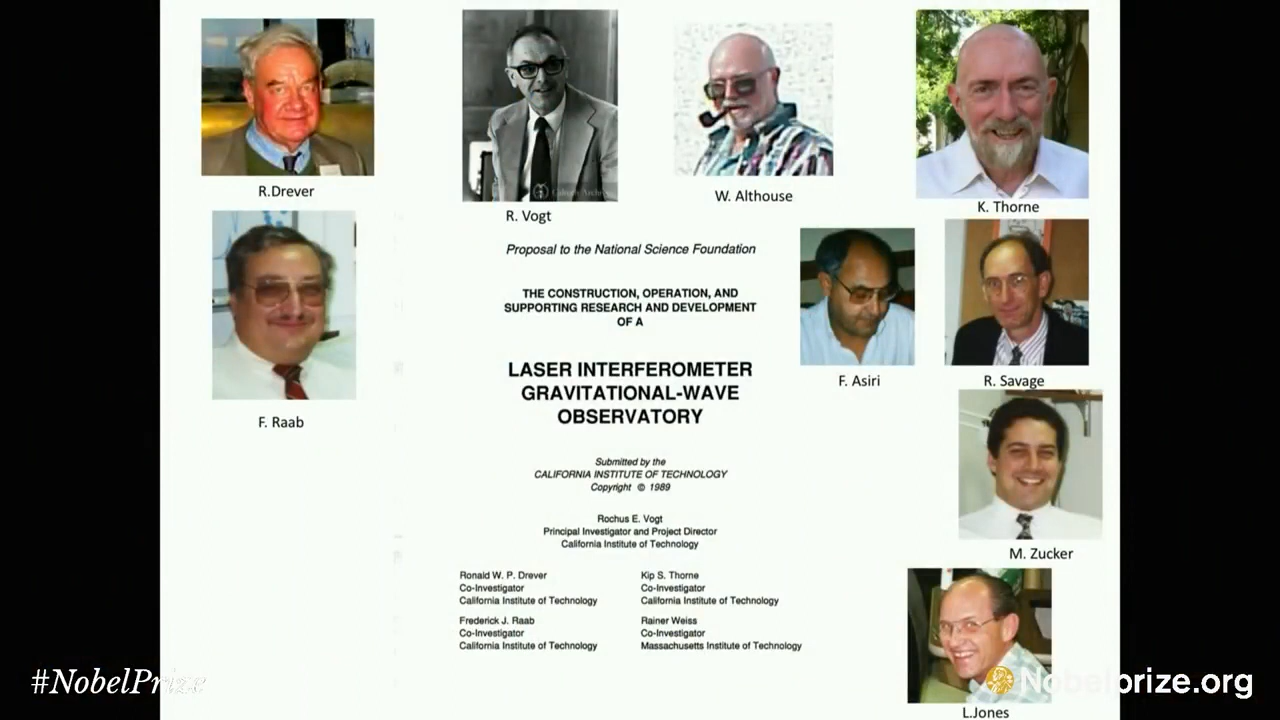 R.Drever
R. Vogt
W. Althouse
K. Thorne
F. Raab
Proposal to the National Science Foundation
THE CONSTRUCTION, OPERATION, AND
SUPPORTING RESEARCH AND DEVELOPMENT
OF A
LASER INTERFEROMETER
GRAVITATIONAL-WAVE
OBSERVATORY
F. Asiri
R. Savage
Submitted by the
CALIFORNIA INSTITUTE OF TECHNOLOGY
Copyright © 1989
Rochus E. Vogt
Principal Investigator and Project Director
California Institute of Technology
M. Zucker
Ronald W. P. Drever
Co-Investigator
California Institute of Technology
Kip S. Thorne
Co-Investigator
California Institute of Technology
Frederick J. Raab
Co-Investigator
California Institute of Technology
Rainer Weiss
Co-Investigator
Massachusetts Institute of Technology
L.Jones
#NobelPrize
Nobelprize.org